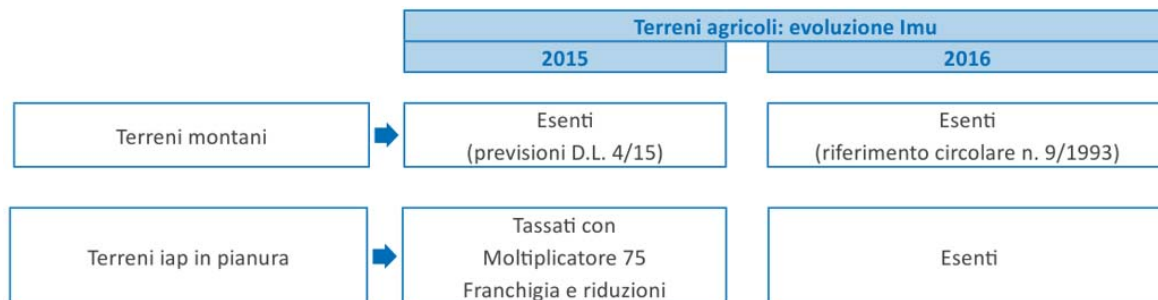 Terreni agricoli: evoluzione Imu
2015
2016
Terreni montani
Esenti
(previsioni D.L. 4/15)
Esenti
(riferimento circolare n. 9/1993)
Terreni iap in pianura
Tassati con
Moltiplicatore 75
Franchigia e riduzioni
Esenti